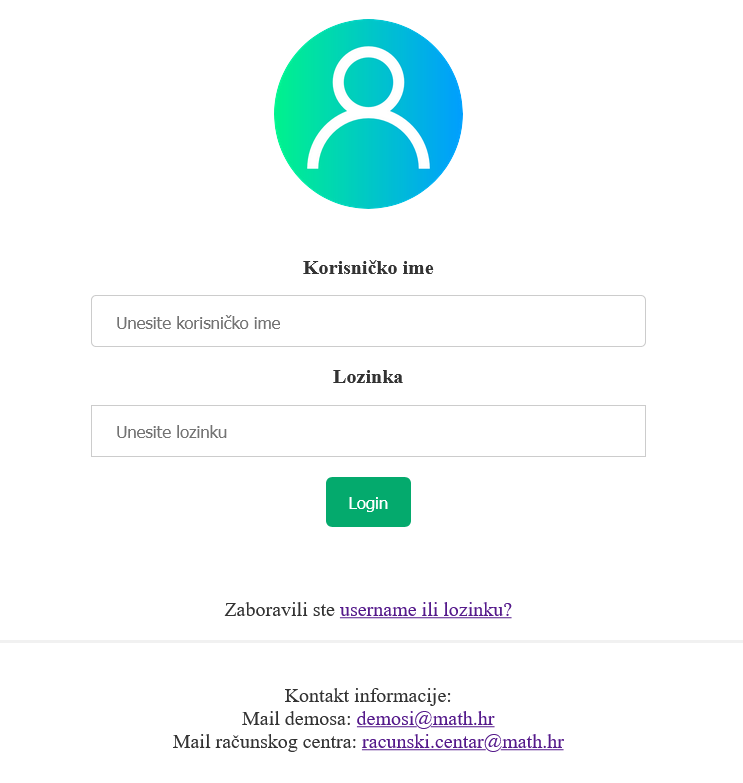 Korisničko ime
Unesite korisničko ime
Lozinka
Unesite lozinku
Login
Zaboravili ste username ili lozinku?
Kontakt informacije:
Mail demosa: demosi@math.hr
Mail računskog centra: racunski.centar@math.hr